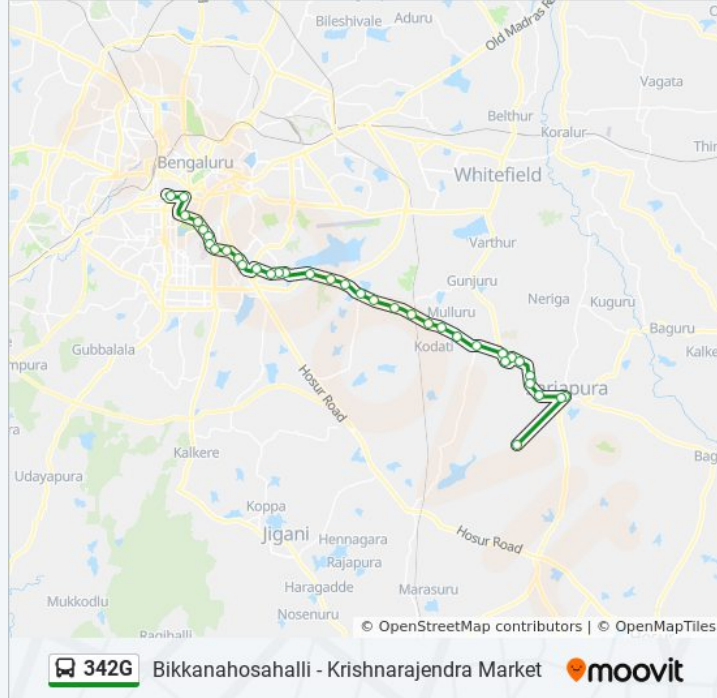 Bileshivale
Aduru
Old Madras R
Vagata
Belthur
Koralur
Bengaluru
Whitefield
Varthur
Gunjuru
Neriga
Kuguru
Mulluru
Baguru
Kodati
Kalke
mpura
Gubbalala
Hosur Road
arjapura
Kalkere
Udayapura
Koppa
Jigani
Hennagara
Hosur Road
Rajapura
Haragadde
Marasuru
Mukkodlu
Nosenuru
Ragihalli
© OpenStreetMap contributors | © OpenMapTiles
342G Bikkanahosahalli - Krishnarajendra Market moovit